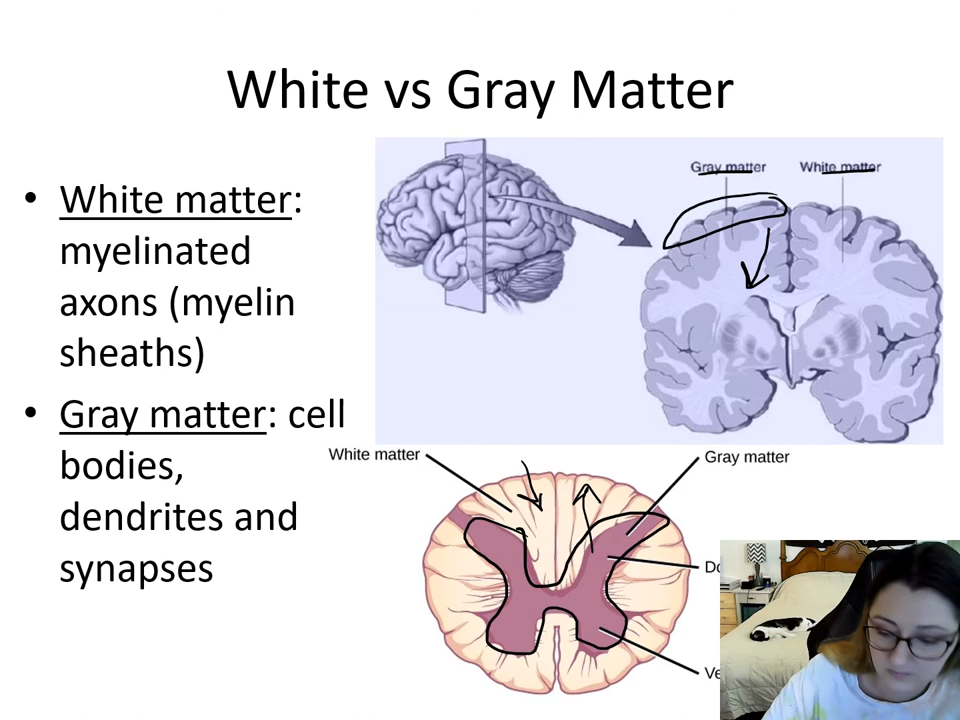 White vs Gray Matter
• White matter:
myelinated
axons (myelin
sheaths)
• Gray matter: cell
bodies,
dendrites and
synapses
Gray matter White matter
White matter
Gray matter